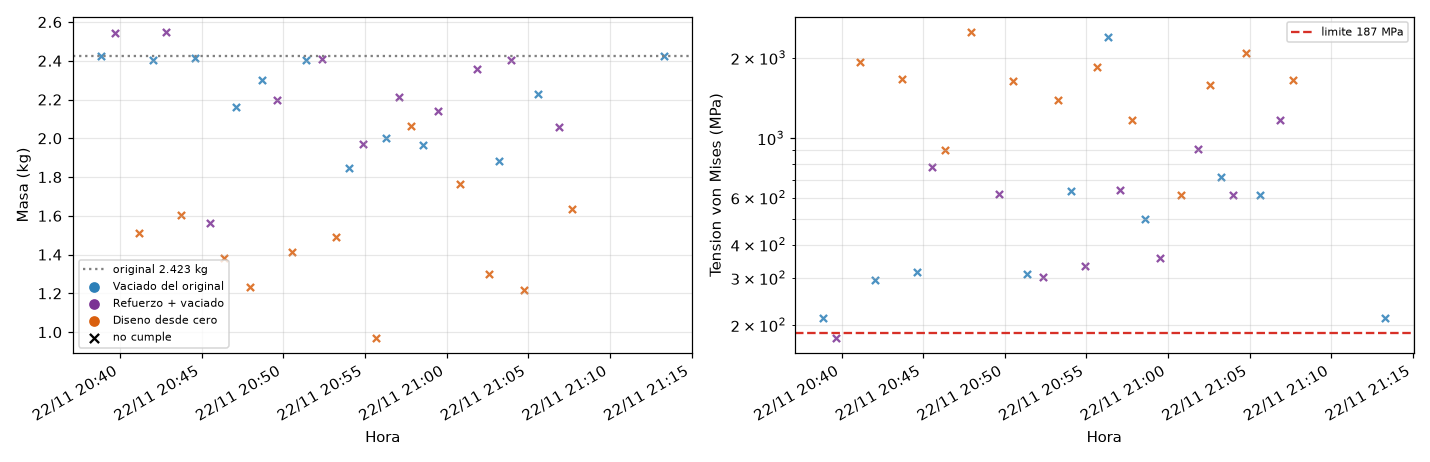 2.6
2.4
2.2
2.0
1.8
1.6
1.4
1.2
1.0
Masa (kg)
original 2.423 kg
Vaciado del original
Refuerzo + vaciado
Diseno desde cero
no cumple
22/11 20:40
22/11 20:45
22/11 20:50
22/11 20:55
22/11 21:00
22/11 21:05
22/11 21:10
22/11 21:15
Hora
limite 187 MPa
2 × 10³
10³
6 × 10²
4 × 10²
3 × 10²
2 × 10²
Tension von Mises (MPa)
22/11 20:40
22/11 20:45
22/11 20:50
22/11 20:55
22/11 21:00
22/11 21:05
22/11 21:10
22/11 21:15
Hora